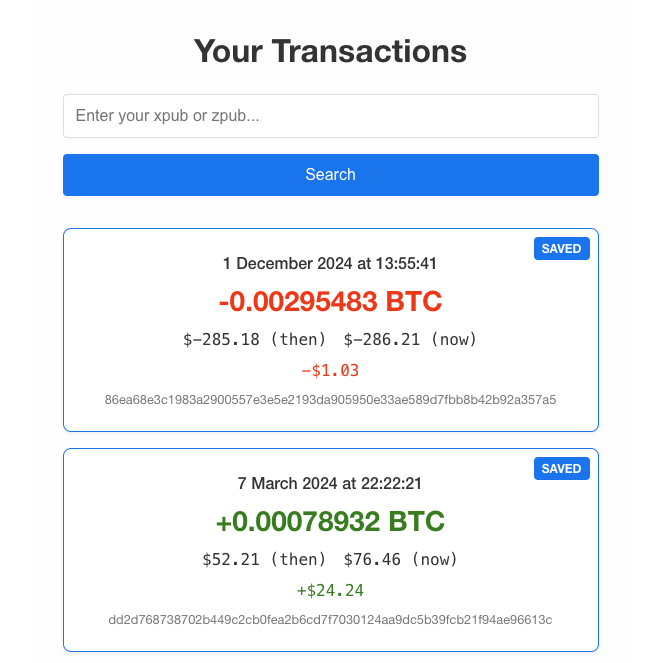 Your Transactions
Enter your xpub or zpub...
Search
SAVED
1 December 2024 at 13:55:41
-0.00295483 BTC
$-285.18 (then) $-286.21 (now)
-$1.03
86ea68e3c1983a2900557e3e5e2193da905950e33ae589d7fbb8b42b92a357a5
SAVED
7 March 2024 at 22:22:21
+0.00078932 BTC
$52.21 (then) $76.46 (now)
+$24.24
dd2d768738702b449c2cb0fea2b6cd7f7030124aa9dc5b39fcb21f94ae96613c